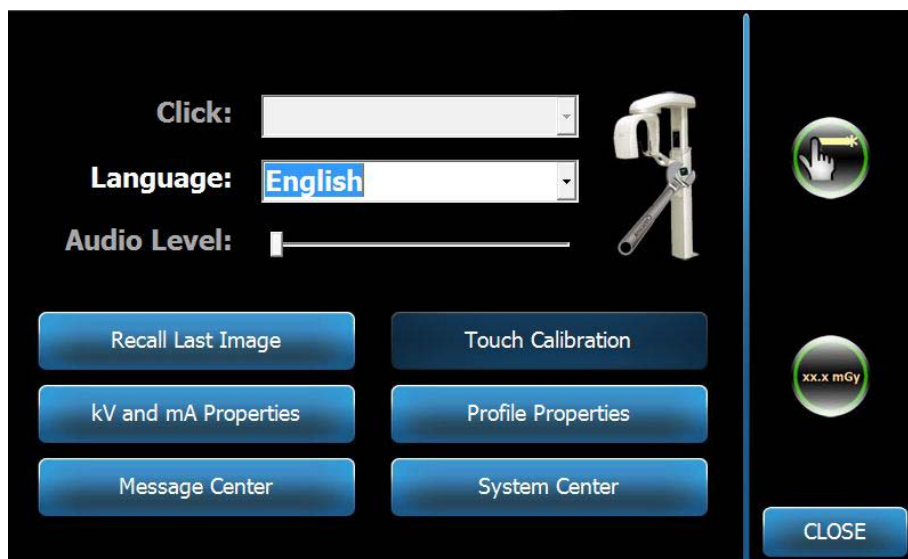 Click:
Language: English
Audio Level:
Recall Last Image
Touch Calibration
kV and mA Properties
Profile Properties
Message Center
System Center
xx.x mGy
CLOSE